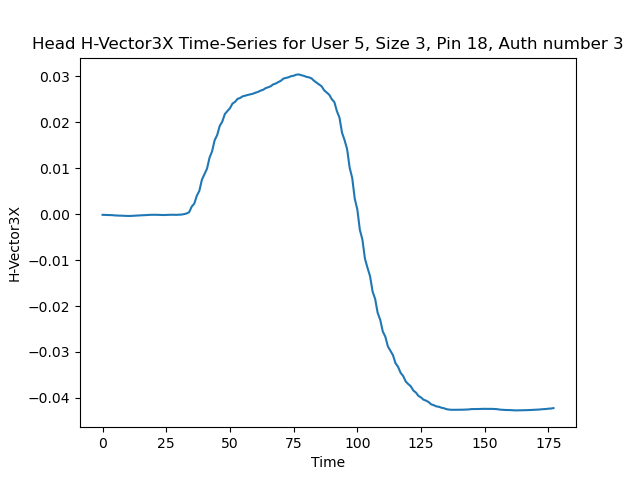 Head H-Vector3X Time-Series for User 5, Size 3, Pin 18, Auth number 3
0.03
0.02
0.01
0.00
−0.01
−0.02
−0.03
−0.04
H-Vector3X
0 25 50 75 100 125 150 175
Time